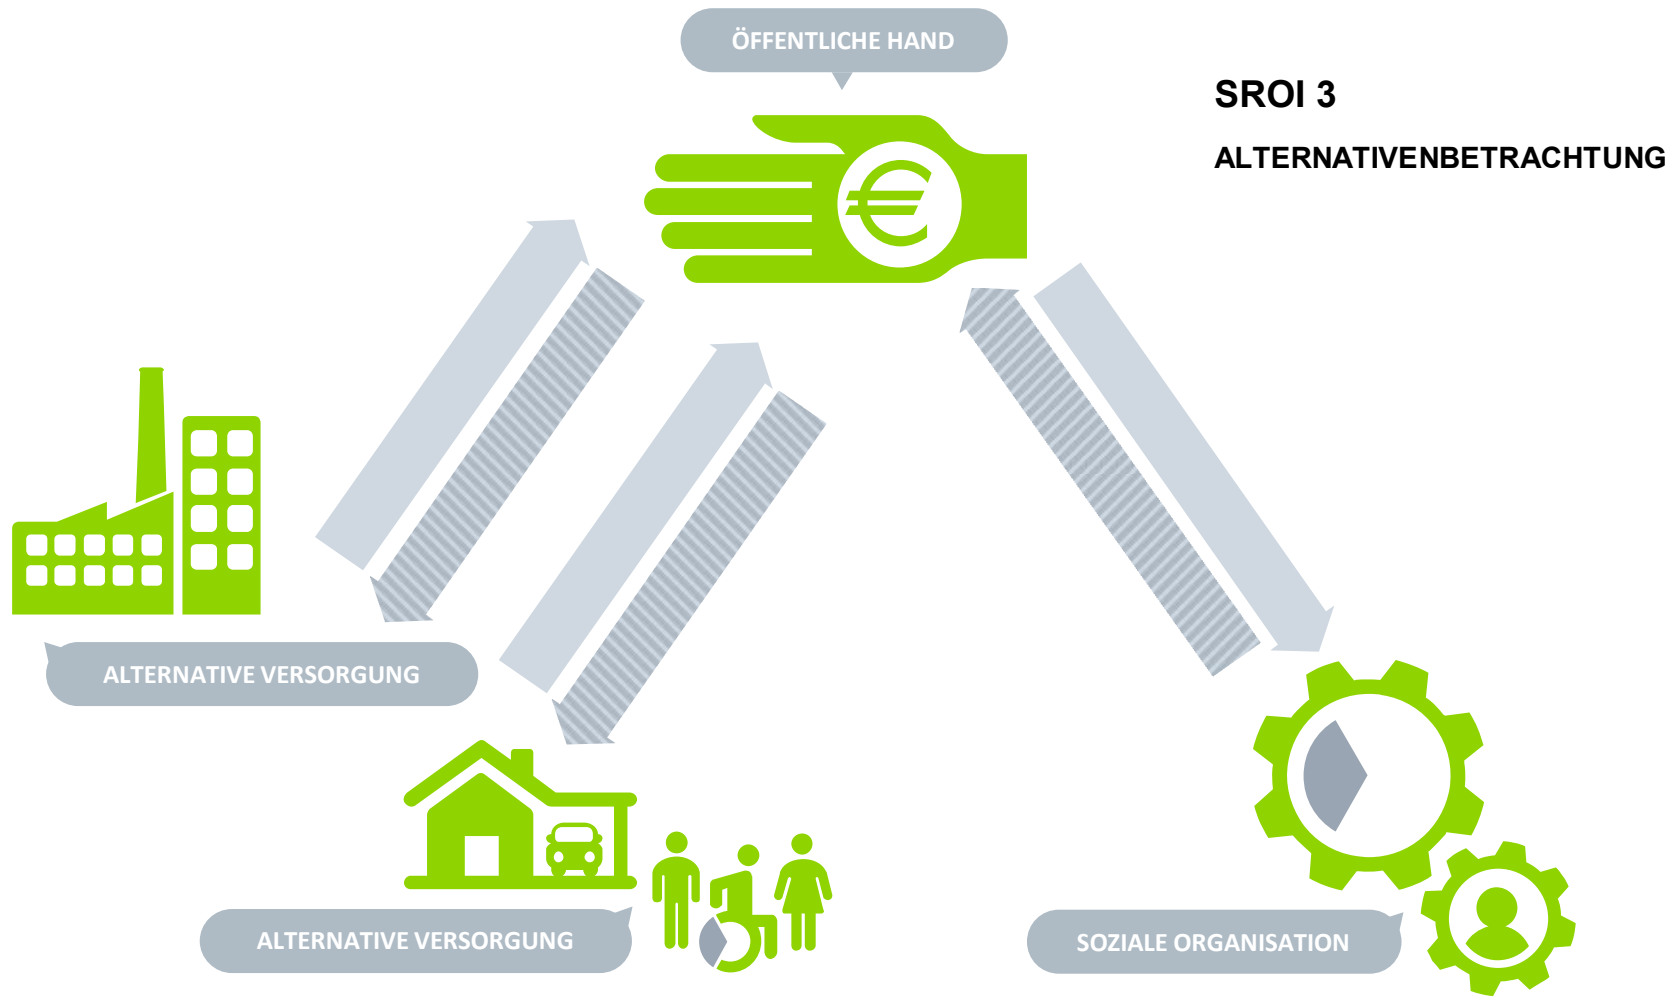 ÖFFENTLICHE HAND
SROI 3
ALTERNATIVENBETRACHTUNG
€
ALTERNATIVE VERSORGUNG
ALTERNATIVE VERSORGUNG
SOZIALE ORGANISATION